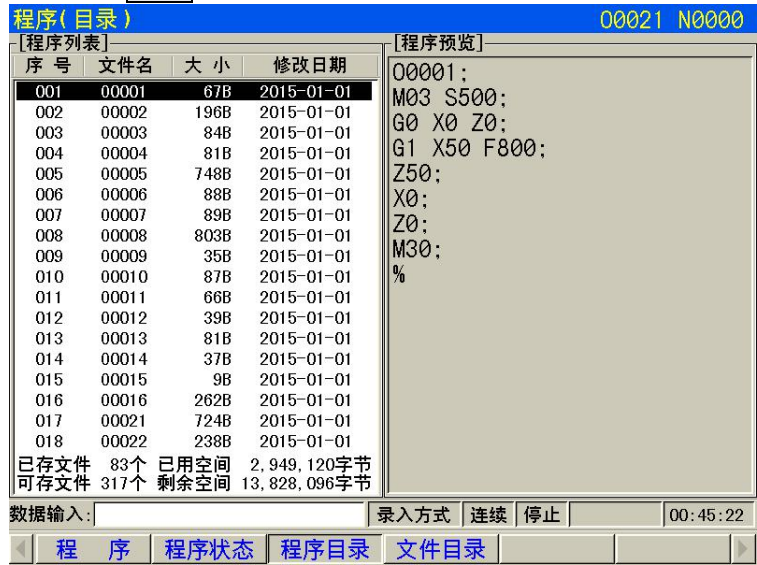 程序(目录) O0021 N0000
[程序列表]
序 号 文件名 大 小 修改日期
001 O0001 67B 2015-01-01
002 O0002 196B 2015-01-01
003 O0003 84B 2015-01-01
004 O0004 81B 2015-01-01
005 O0005 748B 2015-01-01
006 O0006 88B 2015-01-01
007 O0007 89B 2015-01-01
008 O0008 803B 2015-01-01
009 O0009 35B 2015-01-01
010 O0010 87B 2015-01-01
011 O0011 66B 2015-01-01
012 O0012 39B 2015-01-01
013 O0013 81B 2015-01-01
014 O0014 37B 2015-01-01
015 O0015 9B 2015-01-01
016 O0016 262B 2015-01-01
017 O0021 724B 2015-01-01
018 O0022 238B 2015-01-01
已存文件 83个 已用空间 2,949,120字节
可存文件 317个 剩余空间 13,828,096字节
[程序预览]
O0001;
M03 S500;
G0 X0 Z0;
G1 X50 F800;
Z50;
X0;
Z0;
M30;
%
数据输入: 录入方式 连续 停止 00:45:22
程 序 程序状态 程序目录 文件目录